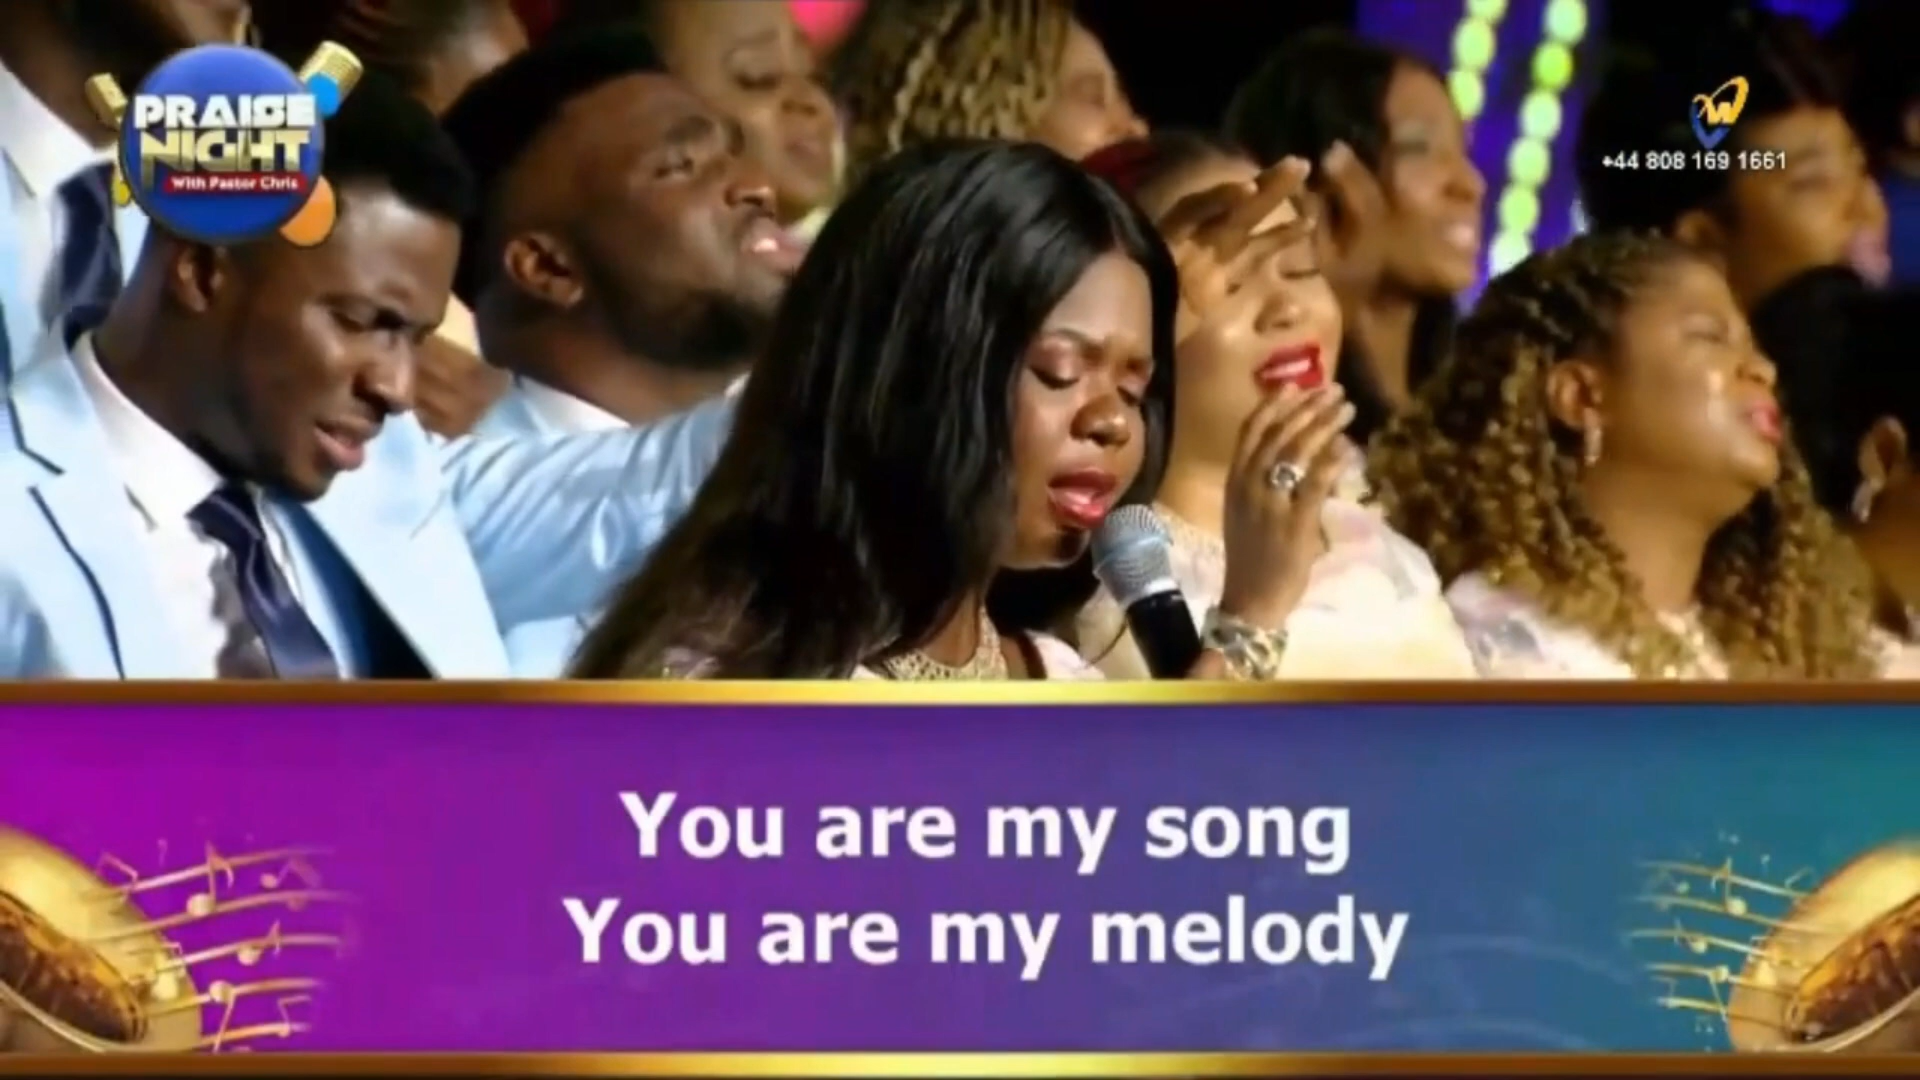 PRAISE
NIGHT
With Pastor Chris
W
+44 808 169 1661
You are my song
You are my melody